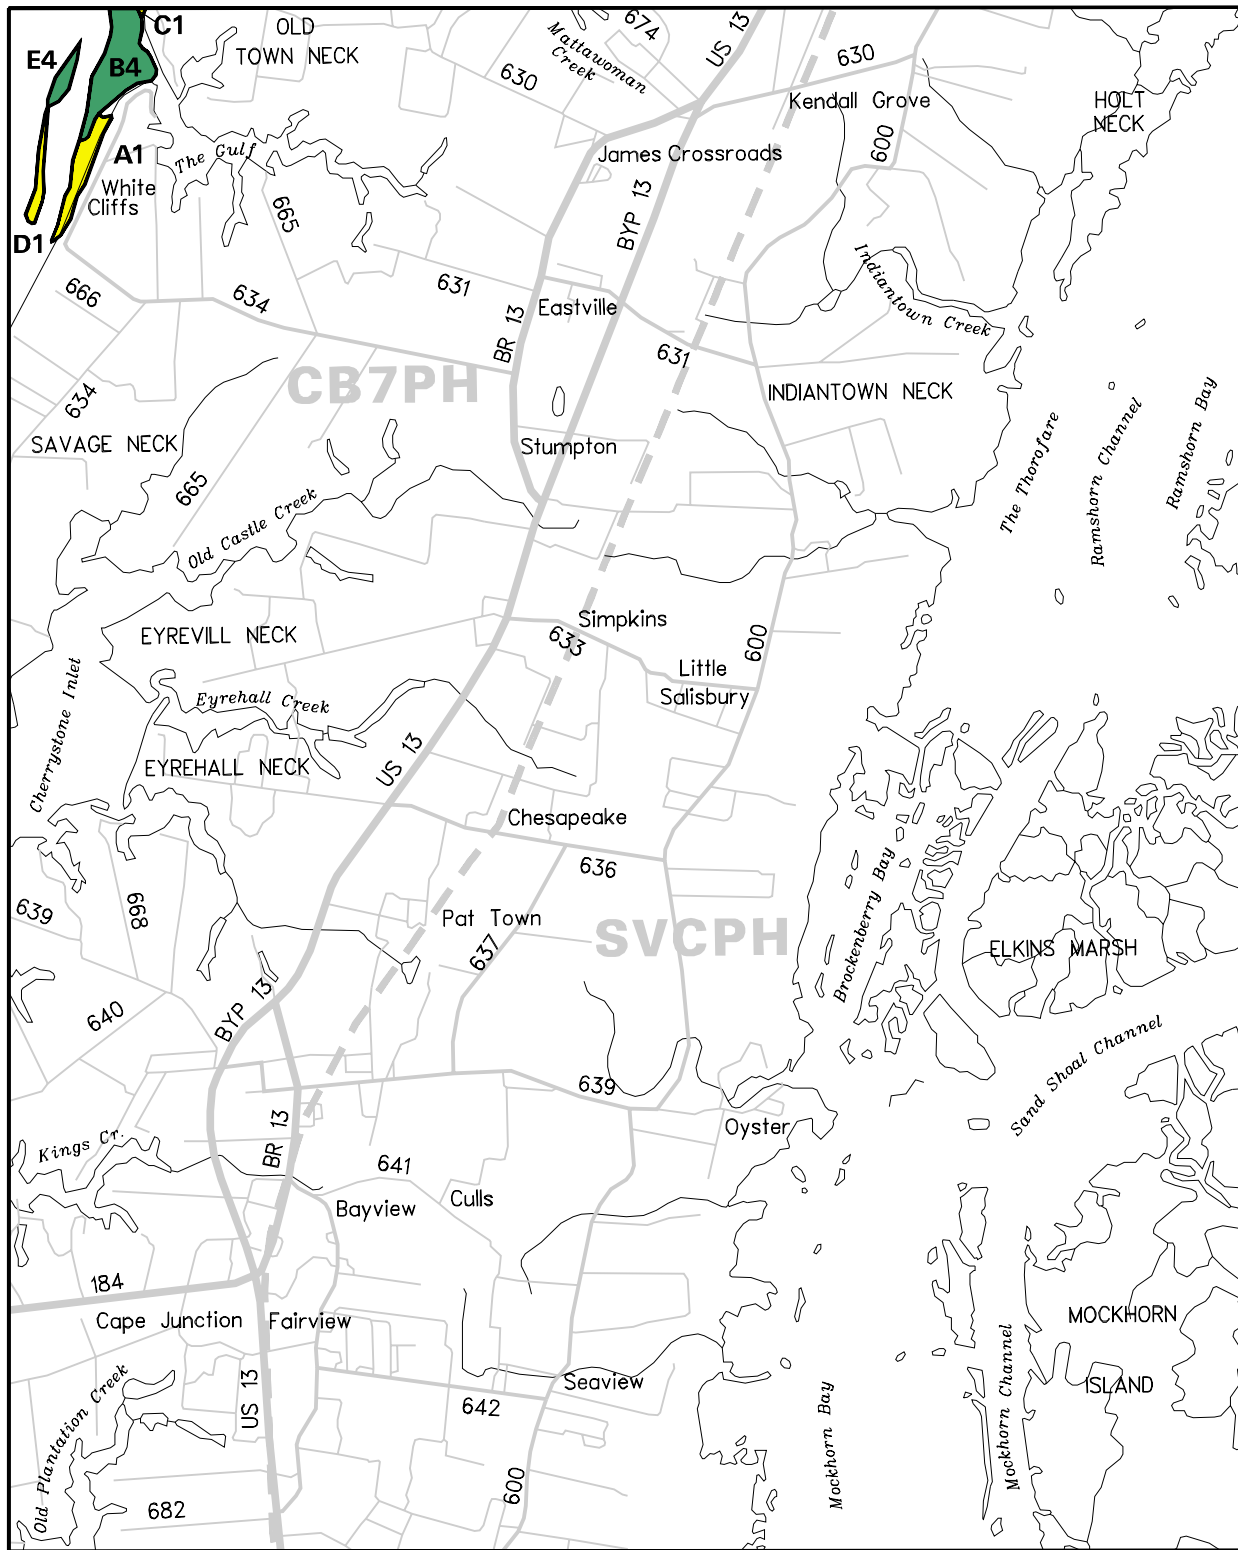 C1
OLD
TOWN NECK
E4
B4
674
Mattawoman
Creek
US 13
630
630
Kendall Grove
HOLT
NECK
600
A1
The Gulf
James Crossroads
White
Cliffs
665
BYP 13
D1
666
634
631
Eastville
BR 13
Indiantown Creek
631
CB7PH
INDIANTOWN NECK
634
SAVAGE NECK
Stumpton
The Thorofare
Ramshorn Channel
Ramshorn Bay
665
Old Castle Creek
EYREVILL NECK
Simpkins
633
600
Little
Salisbury
Cherrystone Inlet
Eyrehall Creek
EYREHALL NECK
US 13
Chesapeake
636
639
668
Pat Town
637
SVCPH
Brockenberry Bay
ELKINS MARSH
640
BYP 13
Sand Shoal Channel
639
Oyster
Kings Cr.
BR 13
641
Culls
Bayview
184
Cape Junction
Fairview
MOCKHORN
ISLAND
Old Plantation Creek
US 13
Seaview
642
Mockhorn Bay
Mockhorn Channel
600
682